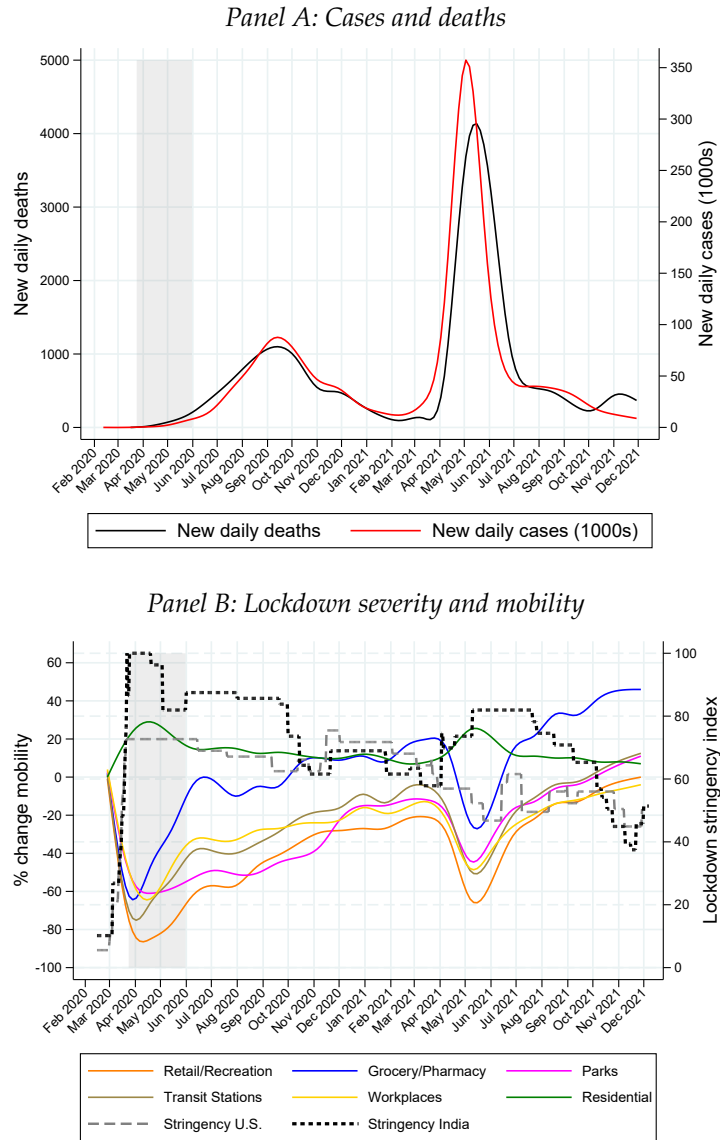 Panel A: Cases and deaths
5000
4000
3000
2000
1000
0
New daily deaths
350
300
250
200
150
100
50
0
New daily cases (1000s)
Feb 2020
Mar 2020
Apr 2020
May 2020
Jun 2020
Jul 2020
Aug 2020
Sep 2020
Oct 2020
Nov 2020
Dec 2020
Jan 2021
Feb 2021
Mar 2021
Apr 2021
May 2021
Jun 2021
Jul 2021
Aug 2021
Sep 2021
Oct 2021
Nov 2021
Dec 2021
New daily deaths New daily cases (1000s)
Panel B: Lockdown severity and mobility
60
40
20
0
-20
-40
-60
-80
-100
% change mobility
100
80
60
40
20
0
Lockdown stringency index
Feb 2020
Mar 2020
Apr 2020
May 2020
Jun 2020
Jul 2020
Aug 2020
Sep 2020
Oct 2020
Nov 2020
Dec 2020
Jan 2021
Feb 2021
Mar 2021
Apr 2021
May 2021
Jun 2021
Jul 2021
Aug 2021
Sep 2021
Oct 2021
Nov 2021
Dec 2021
Retail/Recreation Grocery/Pharmacy Parks
Transit Stations Workplaces Residential
Stringency U.S. Stringency India